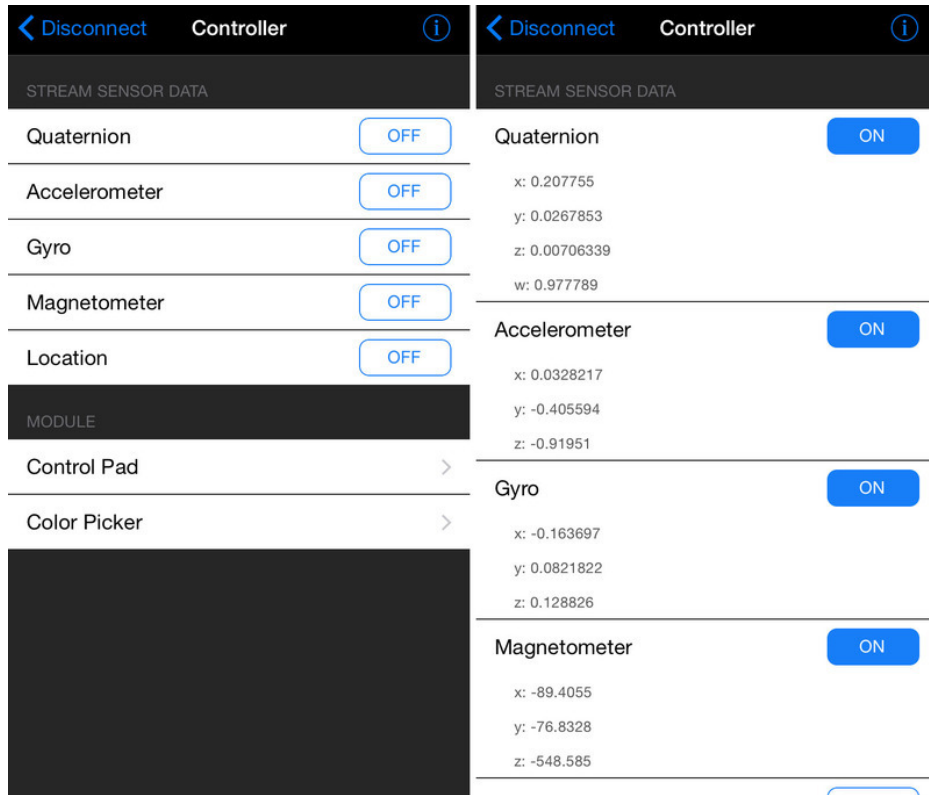 Disconnect Controller
STREAM SENSOR DATA
Quaternion OFF
Accelerometer OFF
Gyro OFF
Magnetometer OFF
Location OFF
MODULE
Control Pad
Color Picker
Disconnect Controller
STREAM SENSOR DATA
Quaternion ON
x: 0.207755
y: 0.0267853
z: 0.00706339
w: 0.977789
Accelerometer ON
x: 0.0328217
y: -0.405594
z: -0.91951
Gyro ON
x: -0.163697
y: 0.0821822
z: 0.128826
Magnetometer ON
x: -89.4055
y: -76.8328
z: -548.585